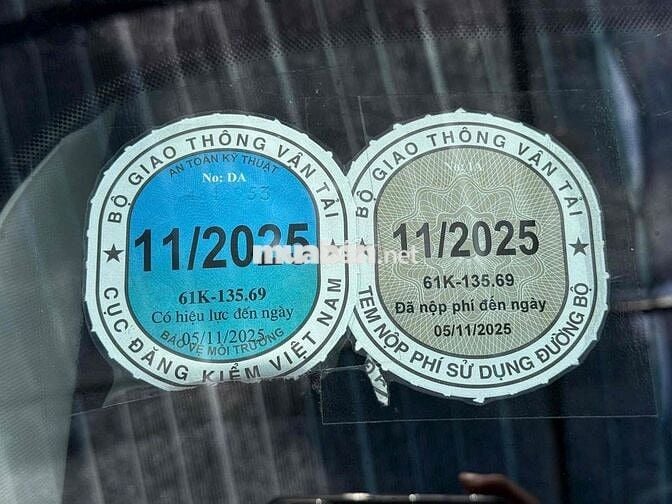 BỘ GIAO THÔNG VẬN TẢI
AN TOÀN KỸ THUẬT
No: DA
11/2025
61K-135.69
Có hiệu lực đến ngày
05/11/2025
BẢO VỆ MÔI TRƯỜNG
CỤC ĐĂNG KIỂM VIỆT NAM
BỘ GIAO THÔNG VẬN TẢI
No: 1A
11/2025
61K-135.69
Đã nộp phí đến ngày
05/11/2025
TEM NỘP PHÍ SỬ DỤNG ĐƯỜNG BỘ
muaban.net